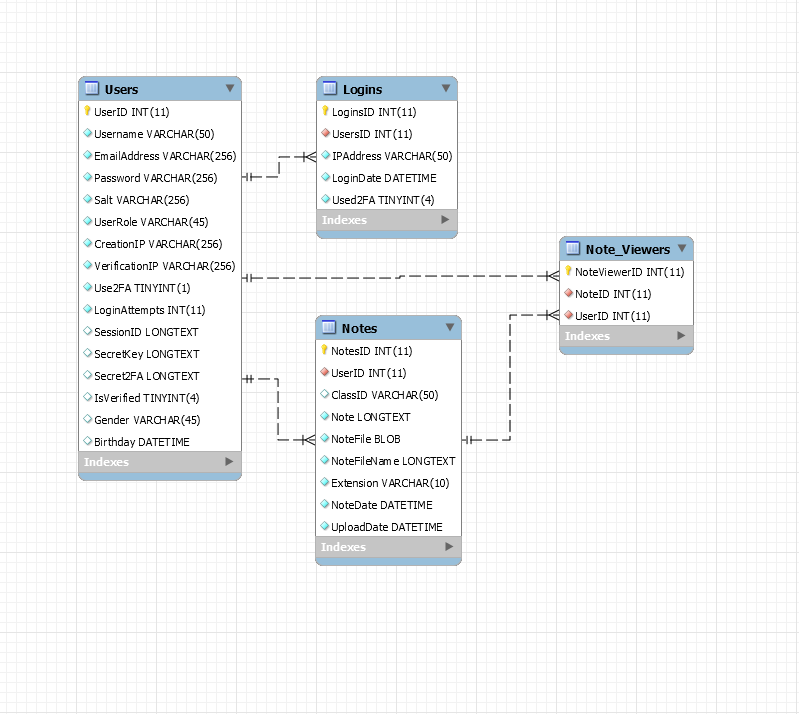 Users
UserID INT(11)
Username VARCHAR(50)
EmailAddress VARCHAR(256)
Password VARCHAR(256)
Salt VARCHAR(256)
UserRole VARCHAR(45)
CreationIP VARCHAR(256)
VerificationIP VARCHAR(256)
Use2FA TINYINT(1)
LoginAttempts INT(11)
SessionID LONGTEXT
SecretKey LONGTEXT
Secret2FA LONGTEXT
IsVerified TINYINT(4)
Gender VARCHAR(45)
Birthday DATETIME
Indexes
Logins
LoginsID INT(11)
UsersID INT(11)
IPAddress VARCHAR(50)
LoginDate DATETIME
Used2FA TINYINT(4)
Indexes
Note_Viewers
NoteViewerID INT(11)
NoteID INT(11)
UserID INT(11)
Indexes
Notes
NotesID INT(11)
UserID INT(11)
ClassID VARCHAR(50)
Note LONGTEXT
NoteFile BLOB
NoteFileName LONGTEXT
Extension VARCHAR(10)
NoteDate DATETIME
UploadDate DATETIME
Indexes